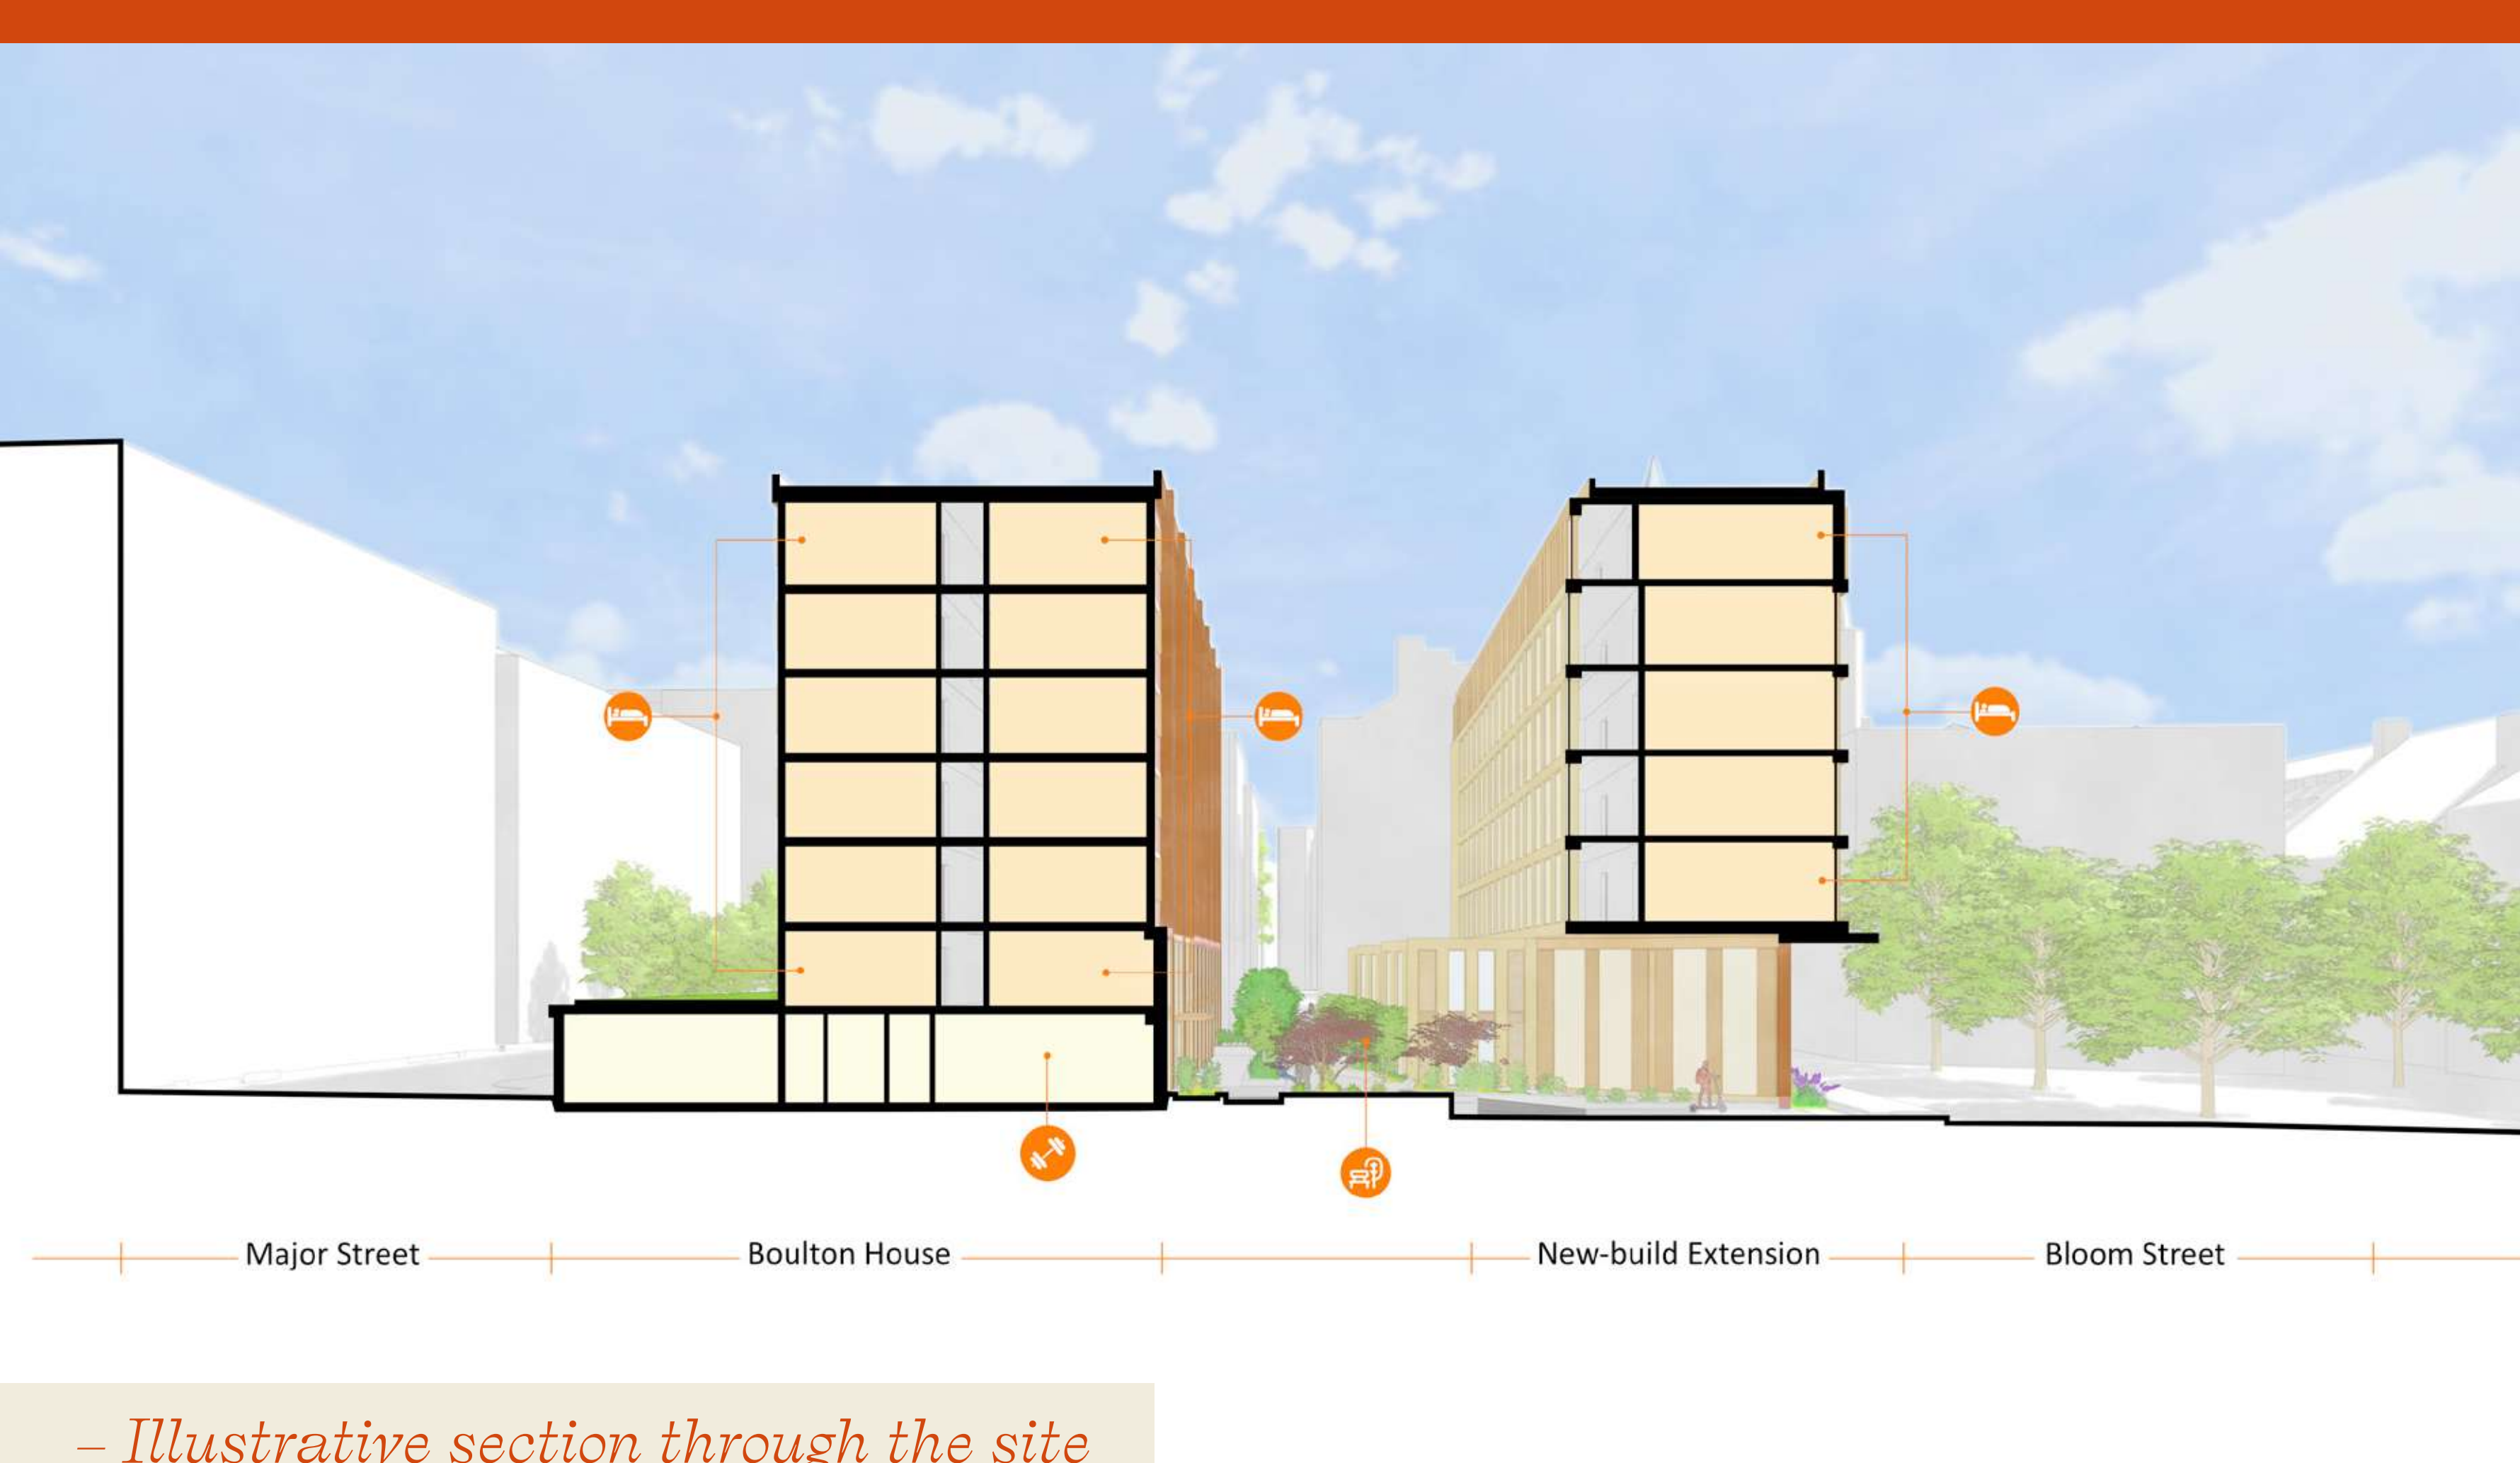 Major Street
Boulton House
New-build Extension
Bloom Street
– Illustrative section through the site